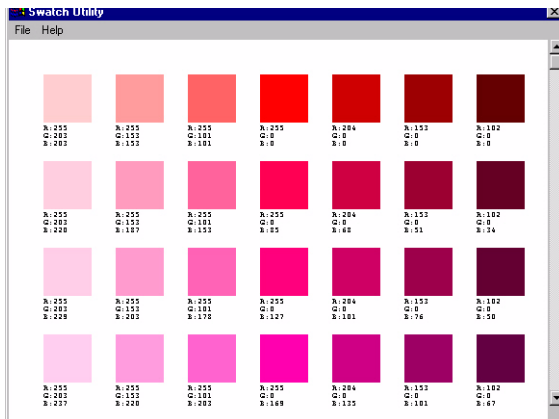 Swatch Utility
File Help
R:255 R:255 R:255 R:255 R:204 R:153 R:102
G:203 G:153 G:101 G:0 G:0 G:0 G:0
B:203 B:153 B:101 B:0 B:0 B:0 B:0
R:255 R:255 R:255 R:255 R:204 R:153 R:102
G:203 G:153 G:101 G:0 G:0 G:0 G:0
B:220 B:187 B:153 B:85 B:68 B:51 B:34
R:255 R:255 R:255 R:255 R:204 R:153 R:102
G:203 G:153 G:101 G:0 G:0 G:0 G:0
B:229 B:203 B:178 B:127 B:101 B:76 B:50
R:255 R:255 R:255 R:255 R:204 R:153 R:102
G:203 G:153 G:101 G:0 G:0 G:0 G:0
B:237 B:220 B:203 B:169 B:135 B:101 B:67